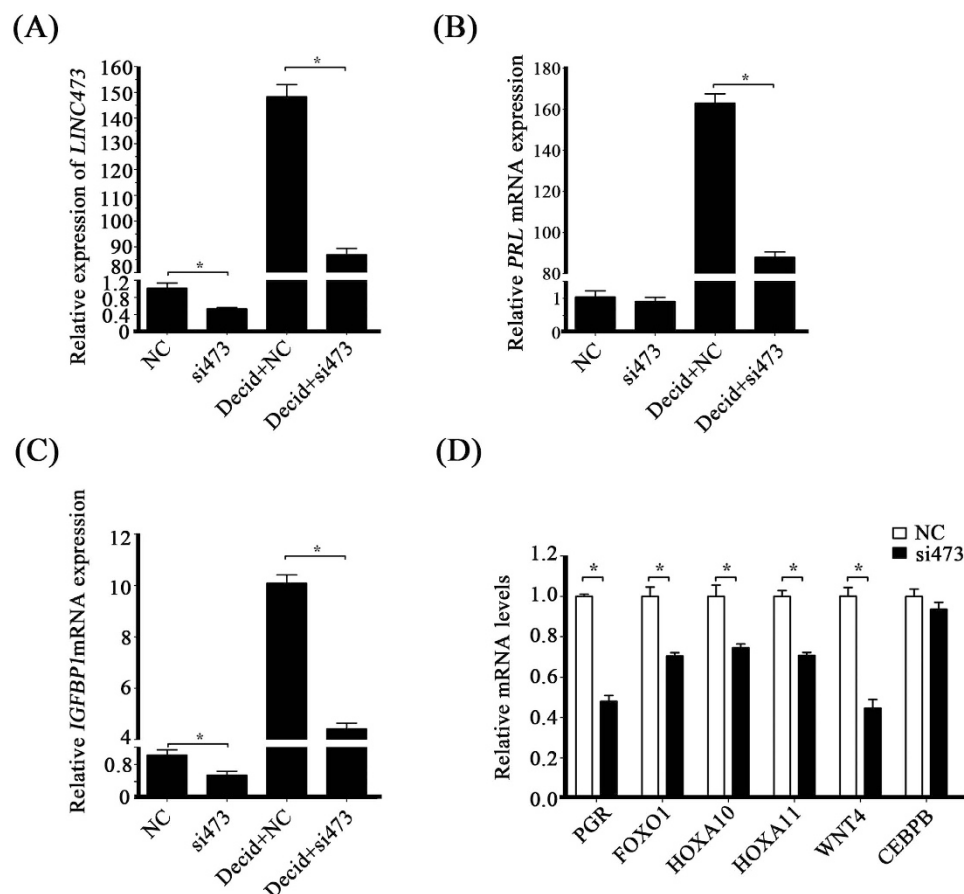 (A)
Relative expression of LINC473
160
150
140
130
120
110
100
90
80
1.2
0.8
0.4
0
*
*
NC
si473
Decid+NC
Decid+si473
(B)
Relative PRL mRNA expression
180
160
140
120
100
80
1
0
*
NC
si473
Decid+NC
Decid+si473
(C)
Relative IGFBP1mRNA expression
12
10
8
6
4
0.8
0
*
*
NC
si473
Decid+NC
Decid+si473
(D)
NC
si473
Relative mRNA levels
1.2
1.0
0.8
0.6
0.4
0.2
0.0
* * * * *
PGR
FOXO1
HOXA10
HOXA11
WNT4
CEBPB